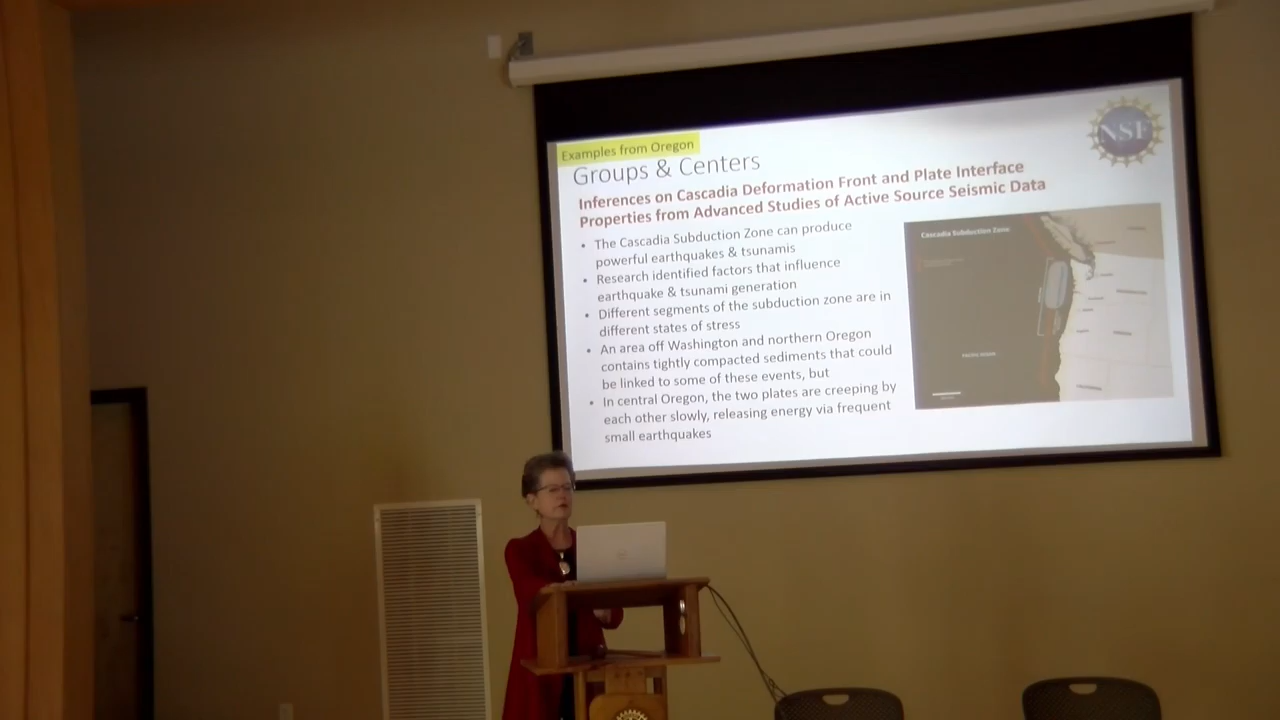 Examples from Oregon
NSF
Groups & Centers
Inferences on Cascadia Deformation Front and Plate Interface
Properties from Advanced Studies of Active Source Seismic Data
• The Cascadia Subduction Zone can produce
powerful earthquakes & tsunamis
• Research identified factors that influence
earthquake & tsunami generation
• Different segments of the subduction zone are in
different states of stress
• An area off Washington and northern Oregon
contains tightly compacted sediments that could
be linked to some of these events, but
• In central Oregon, the two plates are creeping by
each other slowly, releasing energy via frequent
small earthquakes
Cascadia Subduction Zone